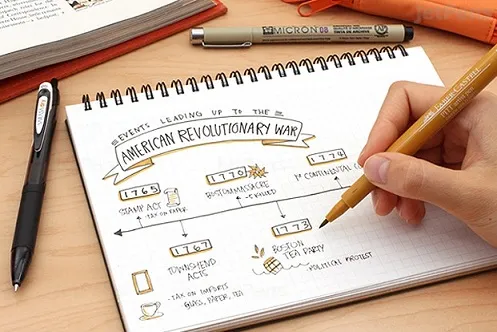 MICRON 08
FABER-CASTELL
EVENTS LEADING UP TO THE
AMERICAN REVOLUTIONARY WAR
1765
STAMP ACT
- TAX ON PAPER
1770
BOSTON MASSACRE
- 5 KILLED
1774
1ST CONTINENTAL
1767
TOWNSHEND
ACTS
- TAX ON IMPORTS
GLASS, PAPER, TEA
1773
BOSTON
TEA PARTY
- POLITICAL PROTEST